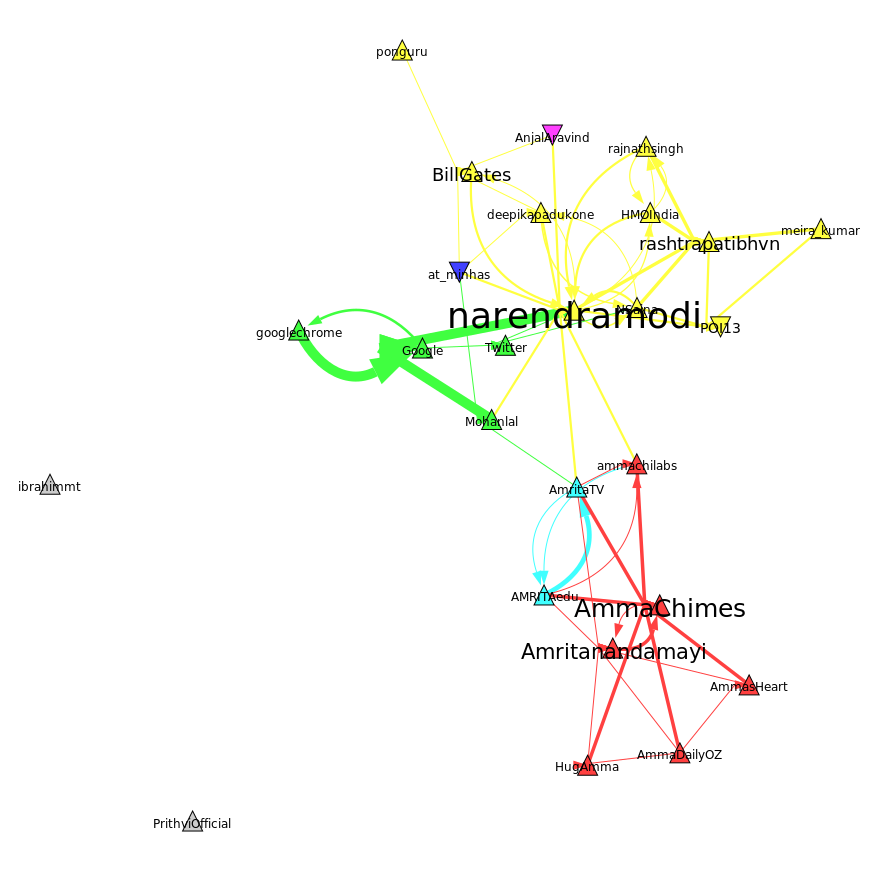 ponguru
AnjalAravind
rajnathsingh
BillGates
deepikapadukone
HMOIndia
meira_kumar
rashtrapatibhvn
at_minhas
NSaina
narendramodi
POI13
googlechrome
Google
Twitter
Mohanlal
ammachilabs
ibrahimmt
AmritaTV
AMRITAedu
AmmaChimes
Amritanandamayi
AmmasHeart
AmmaDailyOZ
HugAmma
PrithviOfficial